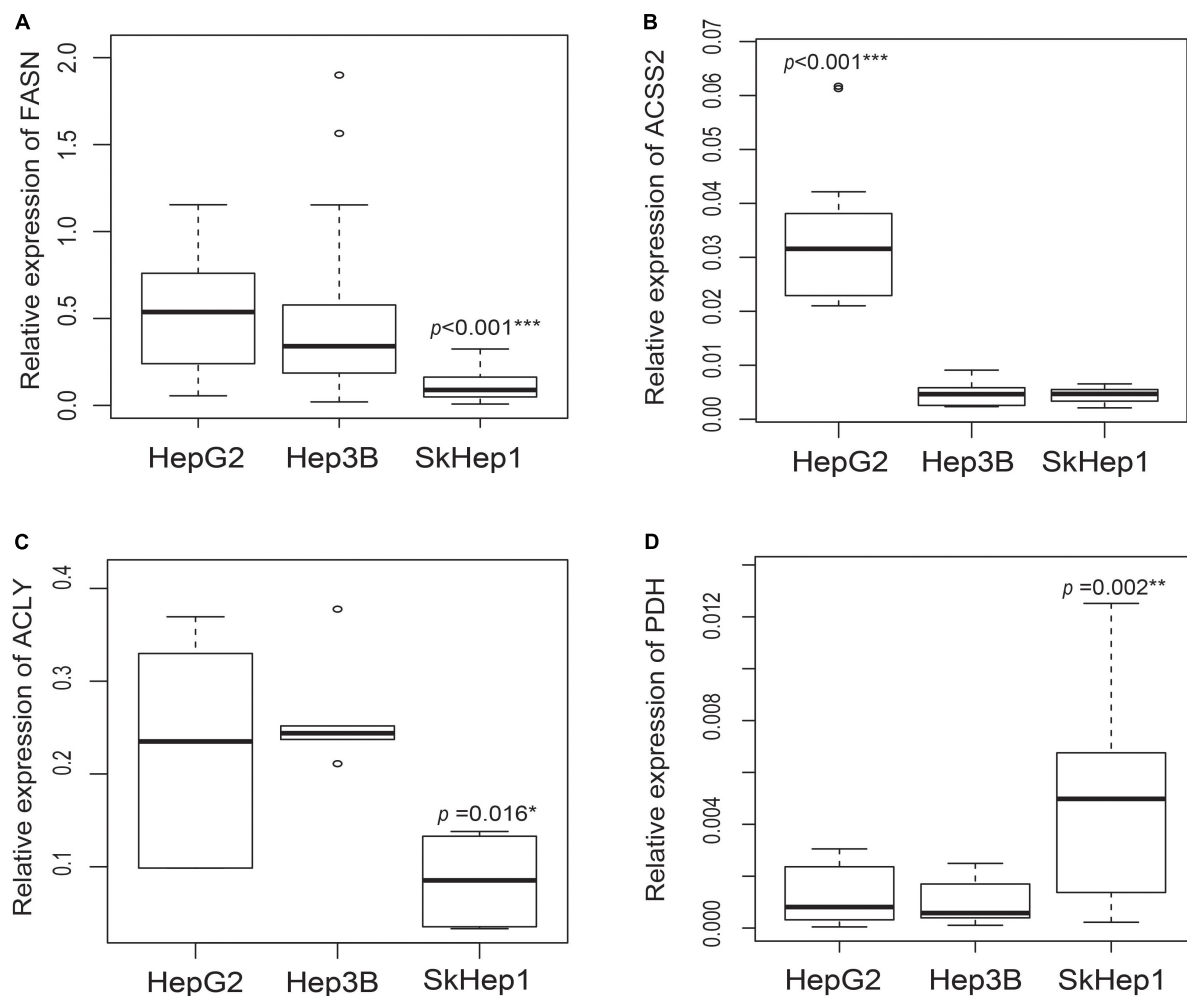 A
Relative expression of FASN
2.0
1.5
1.0
0.5
0.0
p<0.001***
HepG2 Hep3B SkHep1
B
Relative expression of ACSS2
0.07
0.06
0.05
0.04
0.03
0.02
0.01
0.00
p<0.001***
HepG2 Hep3B SkHep1
C
Relative expression of ACLY
0.4
0.3
0.2
0.1
p =0.016*
HepG2 Hep3B SkHep1
D
Relative expression of PDH
0.012
0.008
0.004
0.000
p =0.002**
HepG2 Hep3B SkHep1